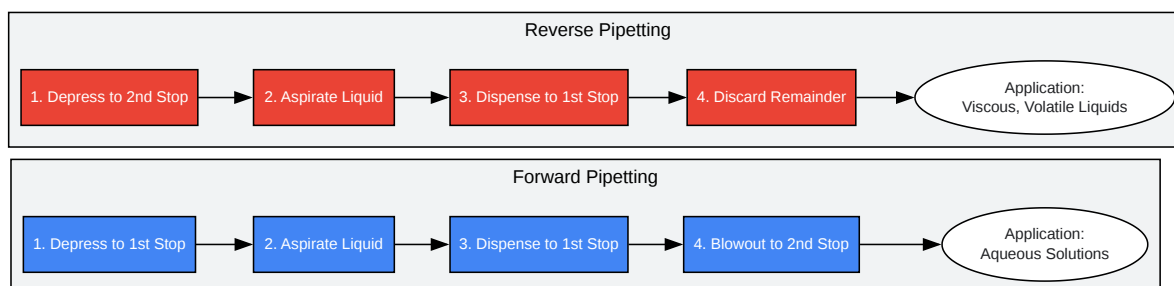 Reverse Pipetting
1. Depress to 2nd Stop
2. Aspirate Liquid
3. Dispense to 1st Stop
4. Discard Remainder
Application:
Viscous, Volatile Liquids
Forward Pipetting
1. Depress to 1st Stop
2. Aspirate Liquid
3. Dispense to 1st Stop
4. Blowout to 2nd Stop
Application:
Aqueous Solutions